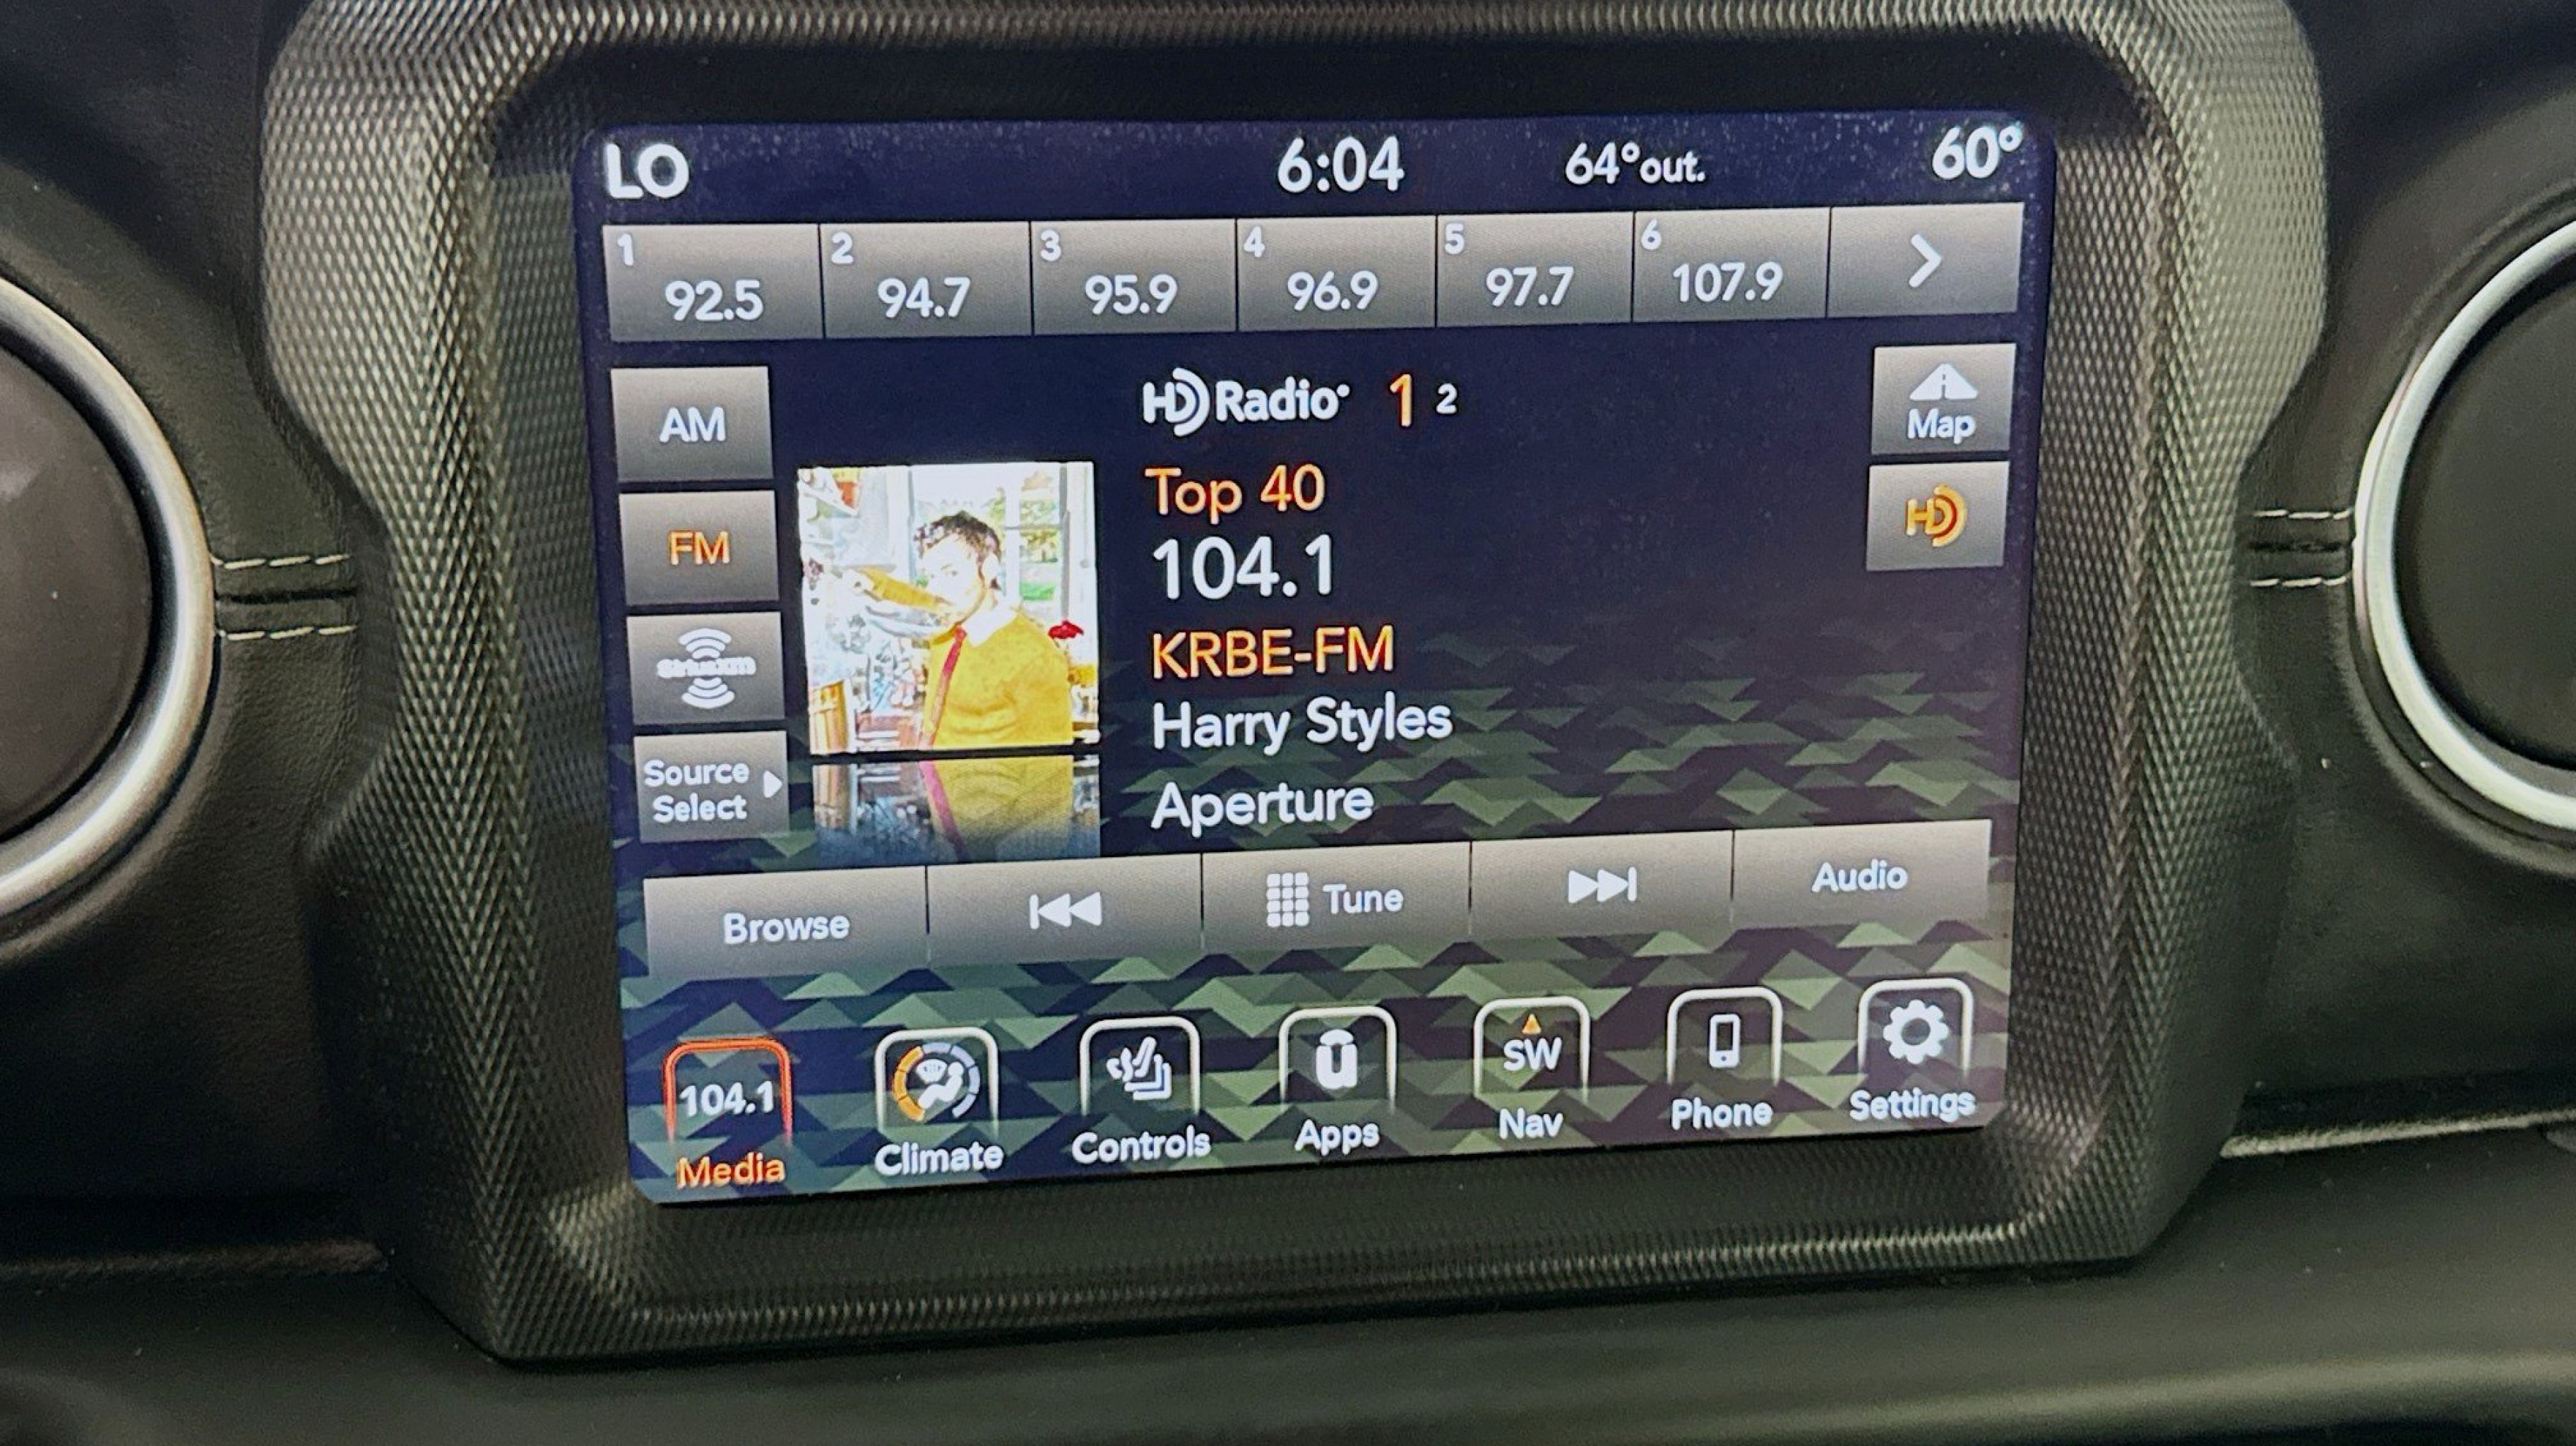 LO 6:04 64°out. 60°
1 2 3 4 5 6
92.5 94.7 95.9 96.9 97.7 107.9 >
AM
FM
SiriusXM
Source
Select
HD Radio 1 2
Top 40
104.1
KRBE-FM
Harry Styles
Aperture
Map
HD
Browse Tune Audio
104.1 SW
Media Climate Controls Apps Nav Phone Settings